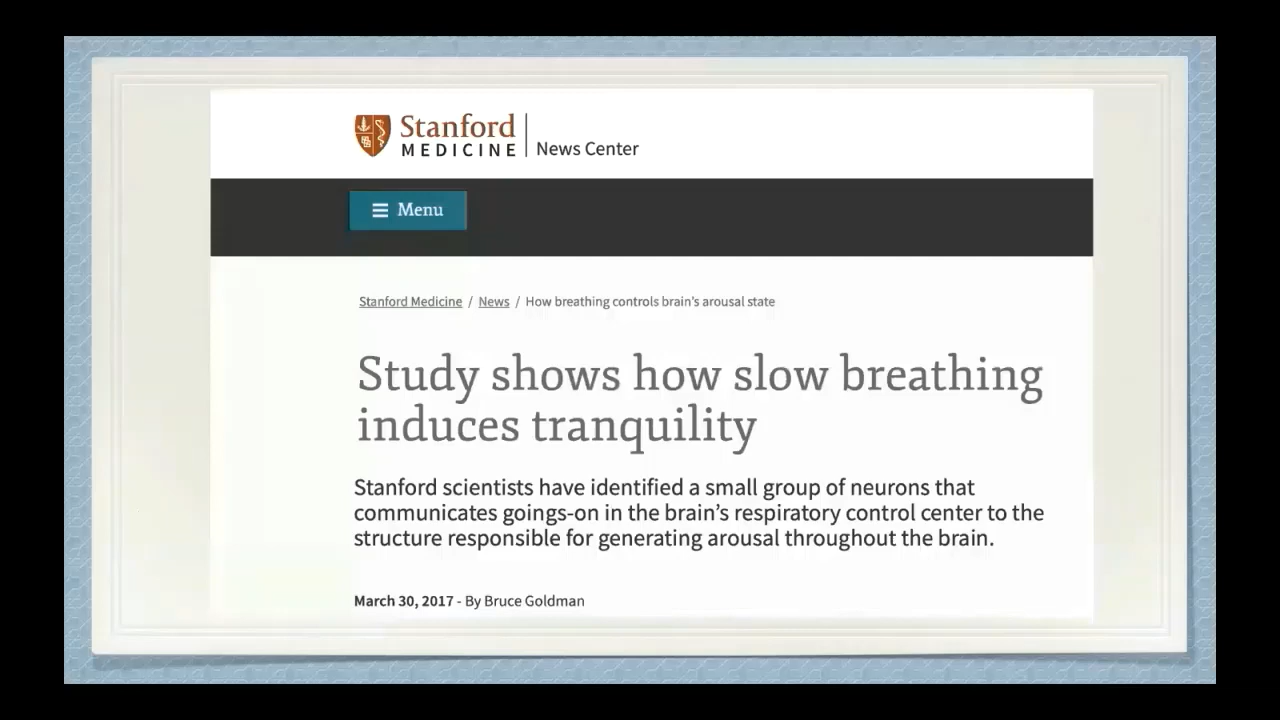 Stanford
MEDICINE
News Center
Menu
Stanford Medicine / News / How breathing controls brain's arousal state
Study shows how slow breathing
induces tranquility
Stanford scientists have identified a small group of neurons that
communicates goings-on in the brain's respiratory control center to the
structure responsible for generating arousal throughout the brain.
March 30, 2017 - By Bruce Goldman